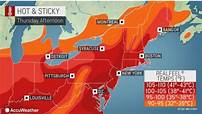 HOT & STICKY
Thursday Afternoon
MONTREAL
BANGOR
SYRACUSE
BOSTON
DETROIT
PITTSBURGH
NEW YORK
LOUISVILLE
REALFEEL®
TEMPS (°F)
105-110 (41°-43°C)
100-105 (38°-41°C)
95-100 (35°-38°C)
90-95 (32°-35°C)
AccuWeather